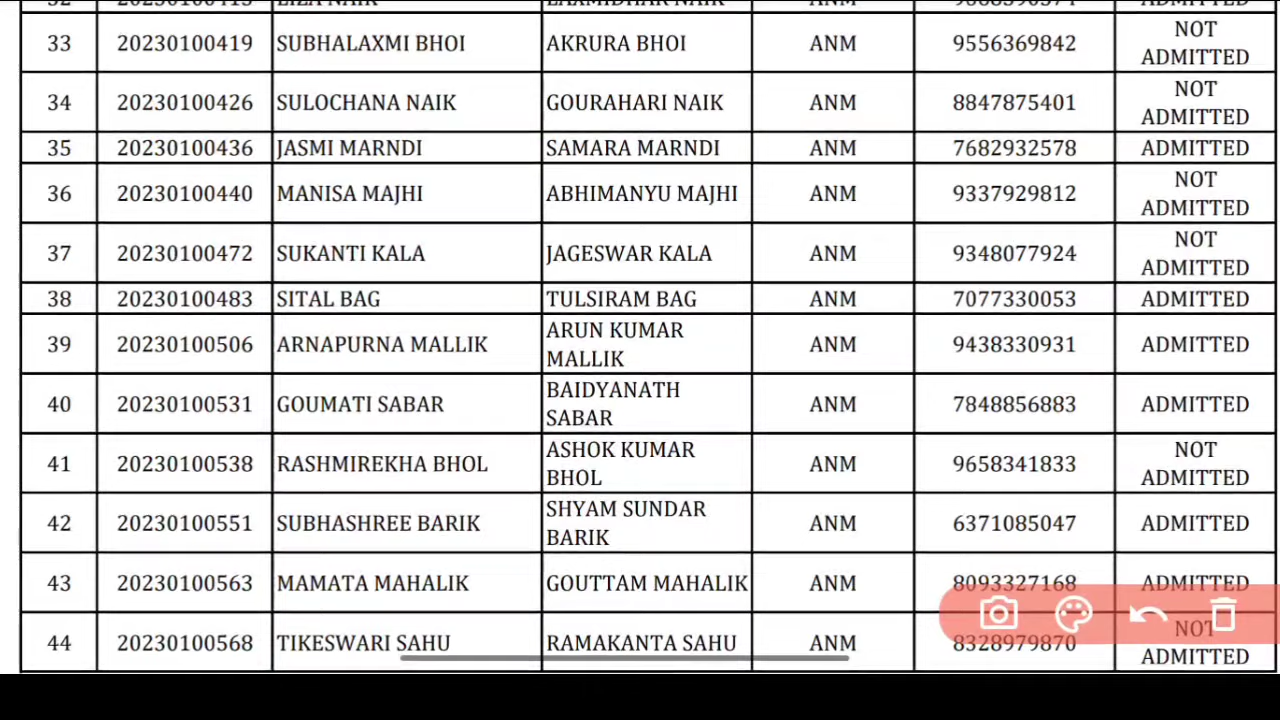 33 20230100419 SUBHALAXMI BHOI AKRURA BHOI ANM 9556369842 NOT ADMITTED
34 20230100426 SULOCHANA NAIK GOURAHARI NAIK ANM 8847875401 NOT ADMITTED
35 20230100436 JASMI MARNDI SAMARA MARNDI ANM 7682932578 ADMITTED
36 20230100440 MANISA MAJHI ABHIMANYU MAJHI ANM 9337929812 NOT ADMITTED
37 20230100472 SUKANTI KALA JAGESWAR KALA ANM 9348077924 NOT ADMITTED
38 20230100483 SITAL BAG TULSIRAM BAG ANM 7077330053 ADMITTED
39 20230100506 ARNAPURNA MALLIK ARUN KUMAR MALLIK ANM 9438330931 ADMITTED
40 20230100531 GOUMATI SABAR BAIDYANATH SABAR ANM 7848856883 ADMITTED
41 20230100538 RASHMIREKHA BHOL ASHOK KUMAR BHOL ANM 9658341833 NOT ADMITTED
42 20230100551 SUBHASHREE BARIK SHYAM SUNDAR BARIK ANM 6371085047 ADMITTED
43 20230100563 MAMATA MAHALIK GOUTTAM MAHALIK ANM 8093327168 ADMITTED
44 20230100568 TIKESWARI SAHU RAMAKANTA SAHU ANM 8328979870 NOT ADMITTED